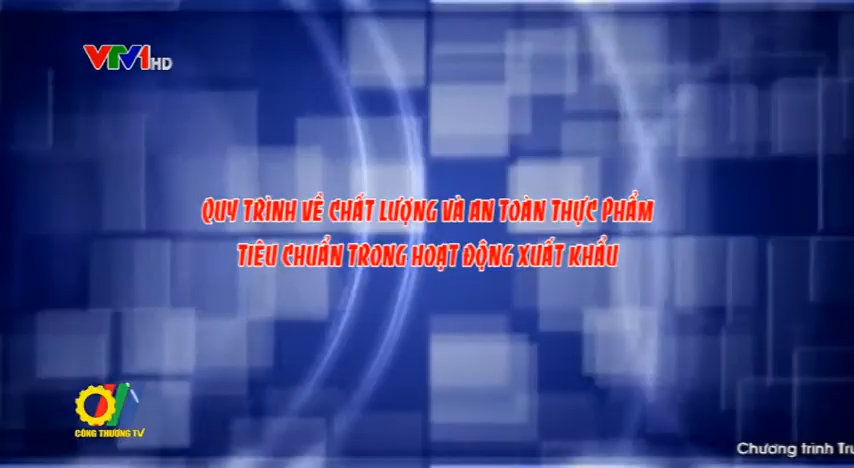 VTV1 HD
QUY TRÌNH VỀ CHẤT LƯỢNG VÀ AN TOÀN THỰC PHẨM
TIÊU CHUẨN TRONG HOẠT ĐỘNG XUẤT KHẨU
CÔNG THƯƠNG TV
Chương trình Tru